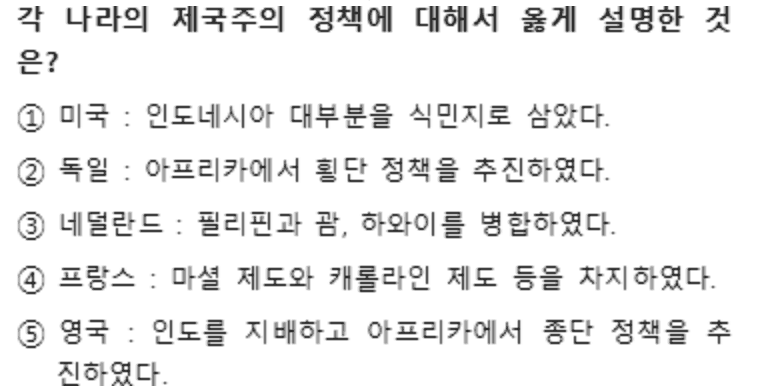 각 나라의 제국주의 정책에 대해서 옳게 설명한 것
은?
① 미국 : 인도네시아 대부분을 식민지로 삼았다.
② 독일 : 아프리카에서 횡단 정책을 추진하였다.
③ 네덜란드 : 필리핀과 괌, 하와이를 병합하였다.
④ 프랑스 : 마셜 제도와 캐롤라인 제도 등을 차지하였다.
⑤ 영국 : 인도를 지배하고 아프리카에서 종단 정책을 추
진하였다.